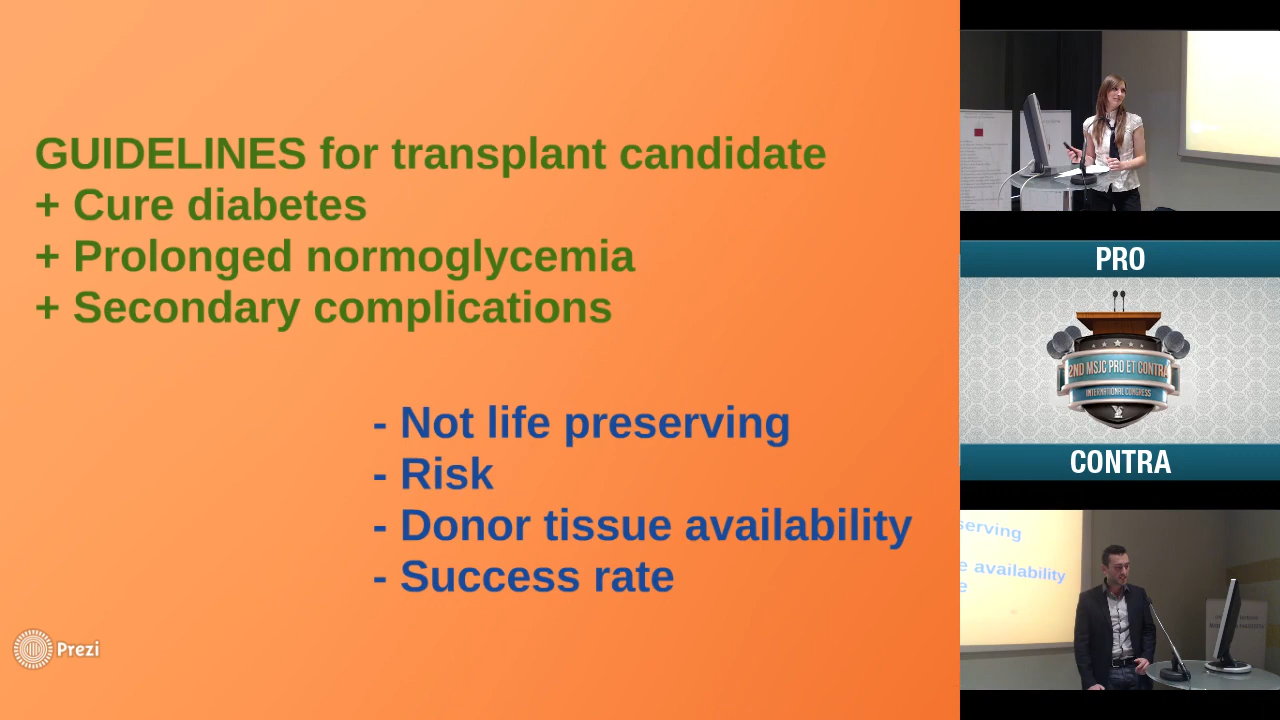 GUIDELINES for transplant candidate
+ Cure diabetes
+ Prolonged normoglycemia
+ Secondary complications
- Not life preserving
- Risk
- Donor tissue availability
- Success rate
Prezi
PRO
2ND MSJC PRO ET CONTRA
INTERNATIONAL CONGRESS
CONTRA
serving
e availability
e